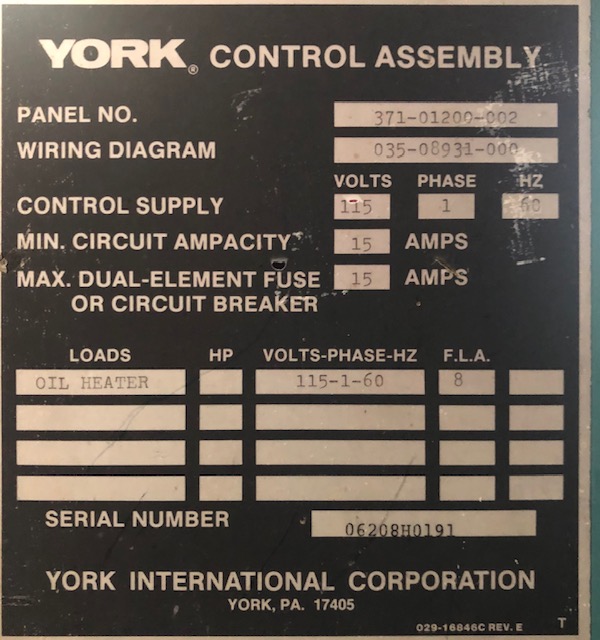 YORK® CONTROL ASSEMBLY
PANEL NO. 371-01200-002
WIRING DIAGRAM 035-08931-000
VOLTS PHASE HZ
CONTROL SUPPLY 115 1 60
MIN. CIRCUIT AMPACITY 15 AMPS
MAX. DUAL-ELEMENT FUSE 15 AMPS
OR CIRCUIT BREAKER
LOADS HP VOLTS-PHASE-HZ F.L.A.
OIL HEATER 115-1-60 8
SERIAL NUMBER 06208H0191
YORK INTERNATIONAL CORPORATION
YORK, PA. 17405
029-16846C REV. E T